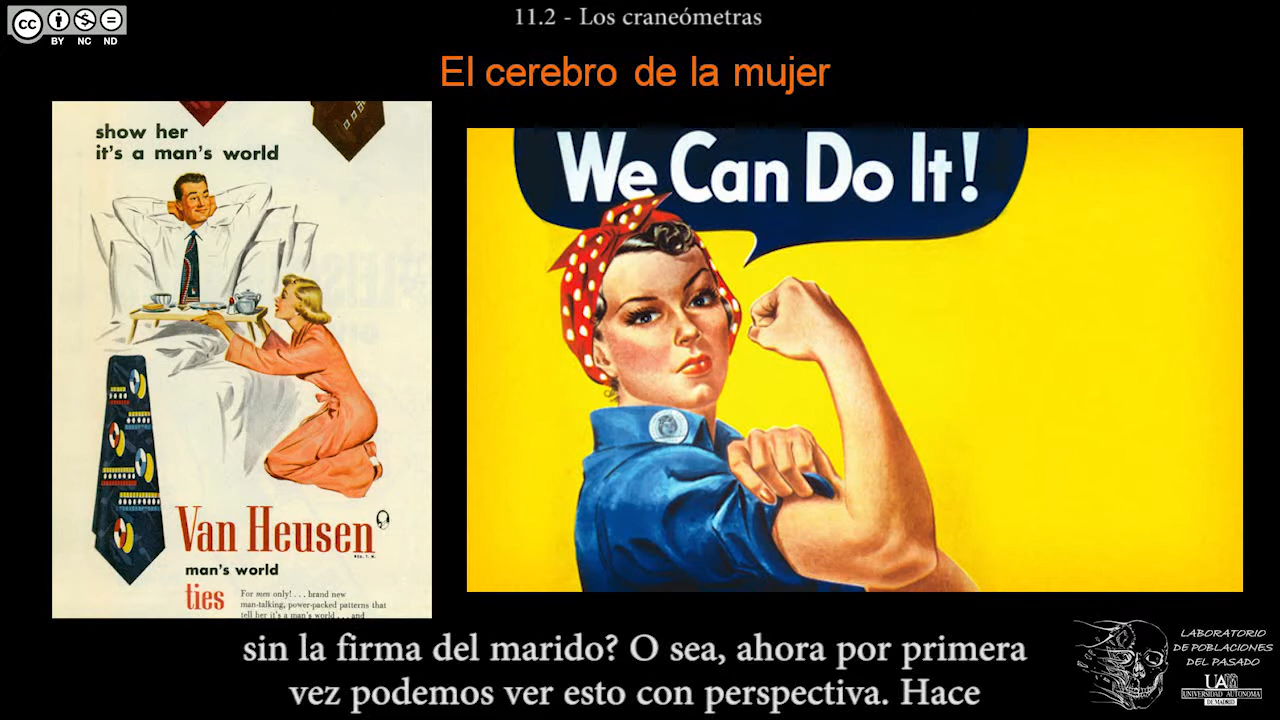 cc
BY NC ND
11.2 - Los craneómetras
El cerebro de la mujer
show her
it's a man's world
Van Heusen
man's world
ties
For men only! . . . brand new
man-talking, power-packed patterns that
tell her it's a man's world . . . and
We Can Do It!
sin la firma del marido? O sea, ahora por primera
vez podemos ver esto con perspectiva. Hace
LABORATORIO
DE POBLACIONES
DEL PASADO
UAM
UNIVERSIDAD AUTONOMA
DE MADRID